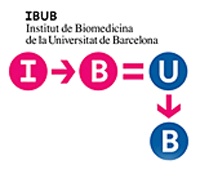 IBUB
Institut de Biomedicina
de la Universitat de Barcelona
I → B = U
↓
B